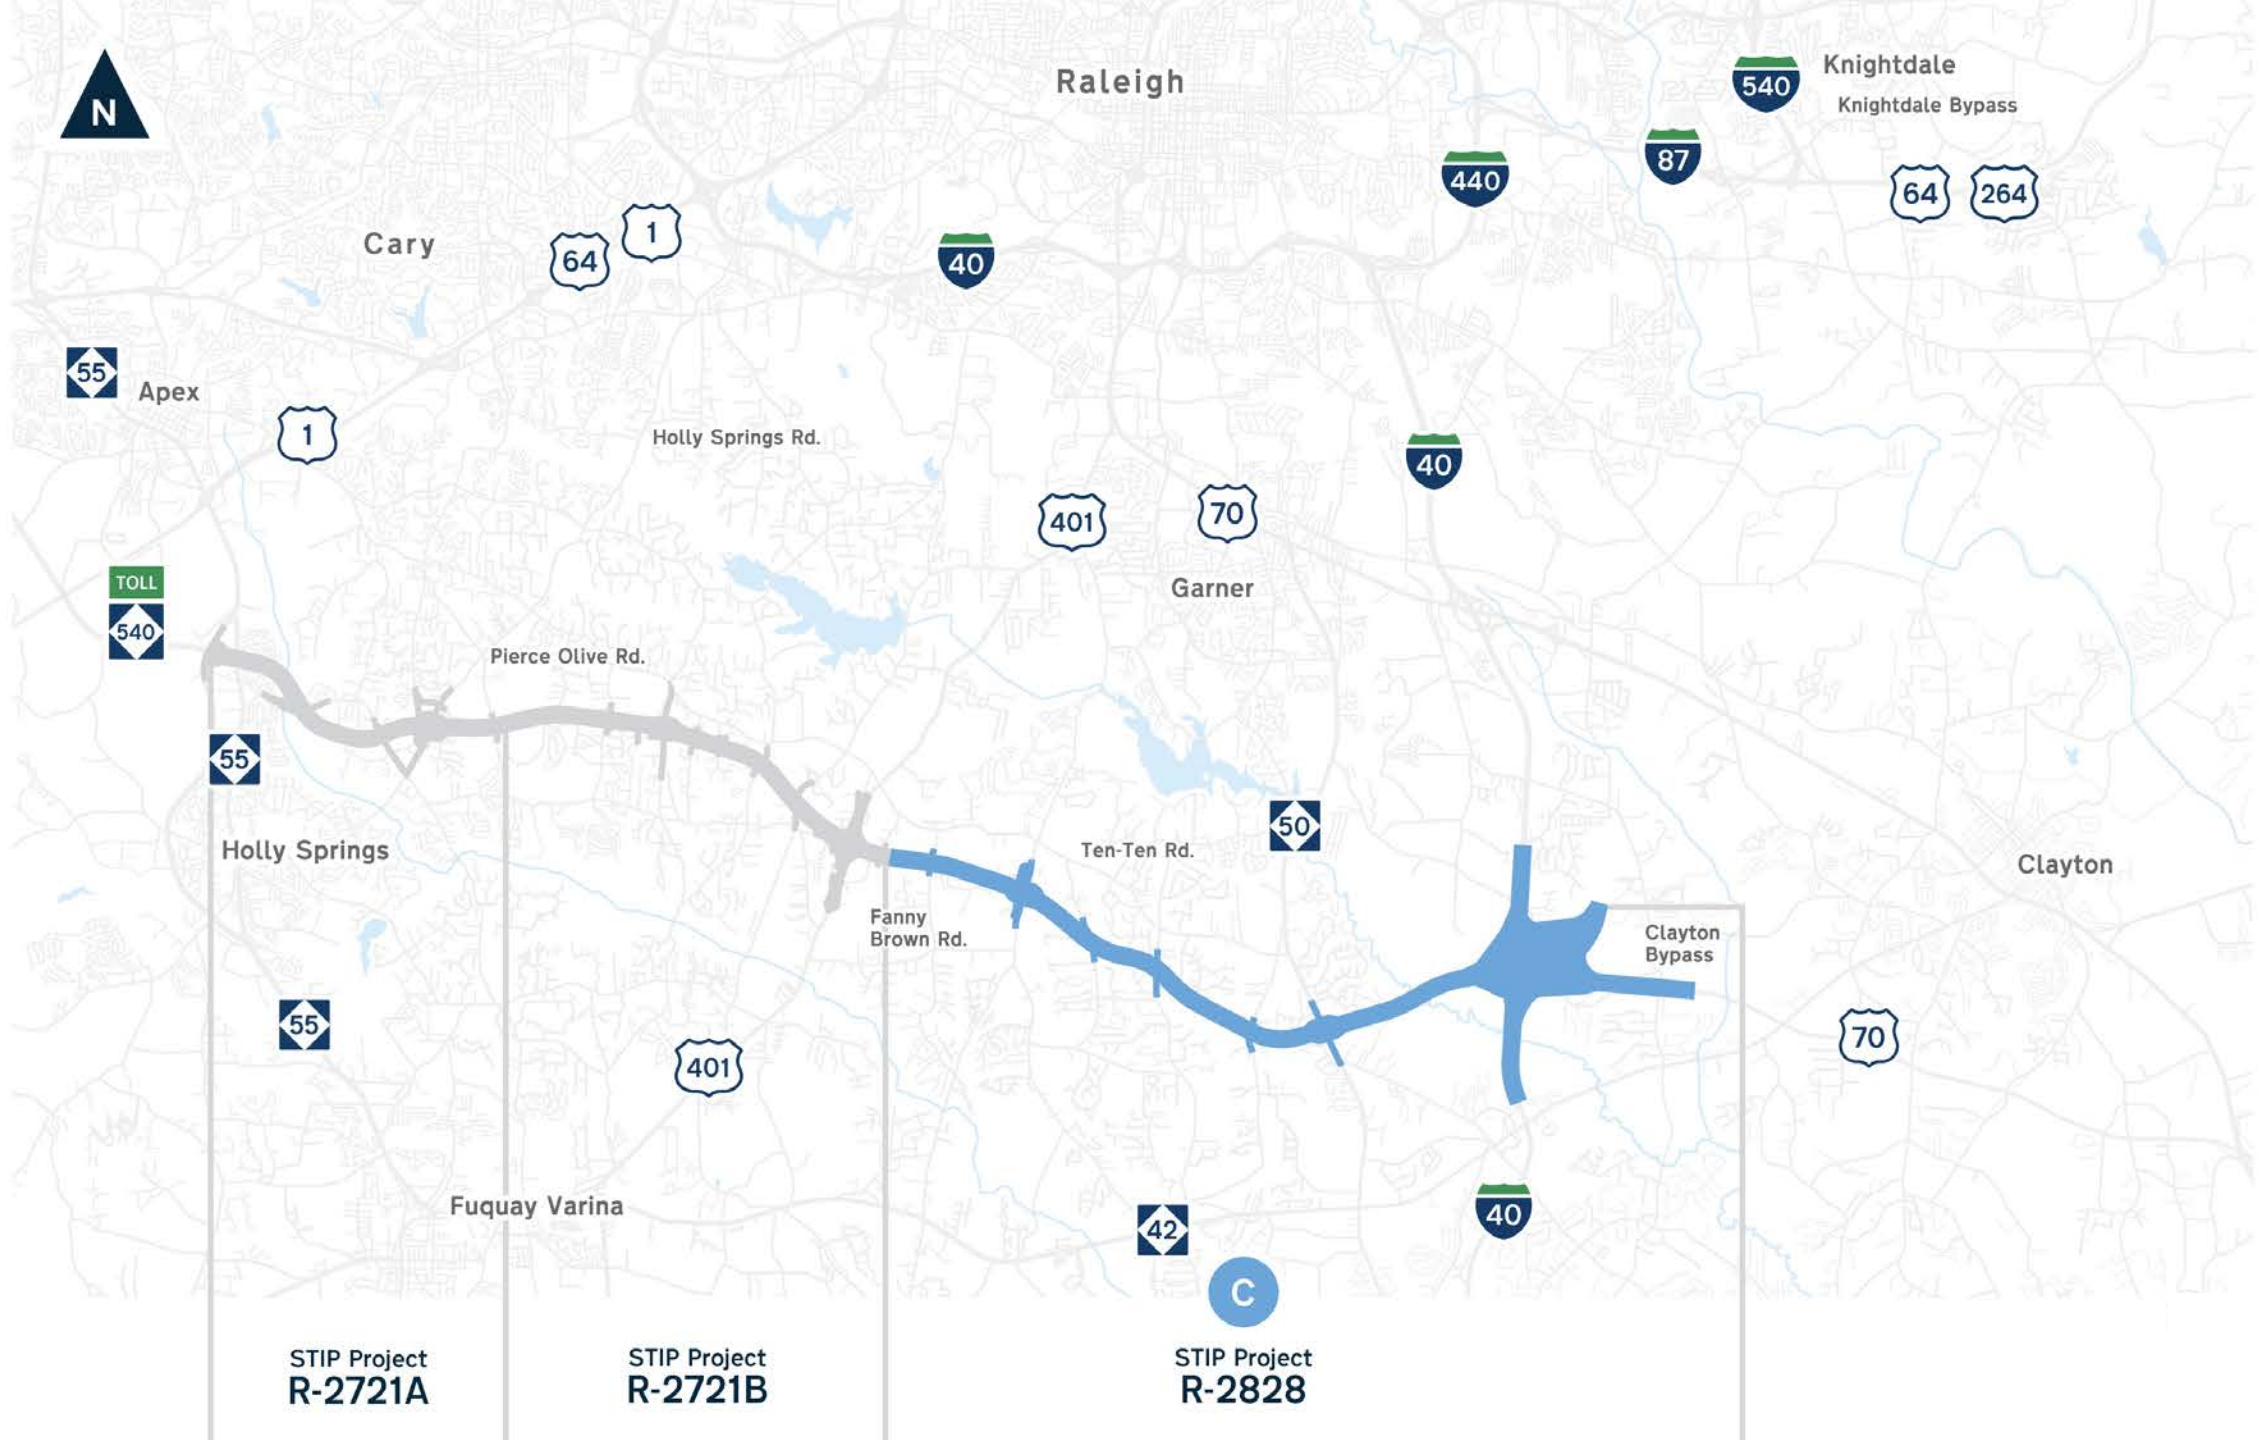 N
Raleigh
540
Knightdale
Knightdale Bypass
440
87
64
264
Cary
64
1
40
55
Apex
1
Holly Springs Rd.
40
401
70
Garner
TOLL
540
Pierce Olive Rd.
55
Holly Springs
50
Ten-Ten Rd.
Clayton
Fanny
Brown Rd.
Clayton
Bypass
55
401
70
Fuquay Varina
42
40
C
STIP Project
R-2721A
STIP Project
R-2721B
STIP Project
R-2828